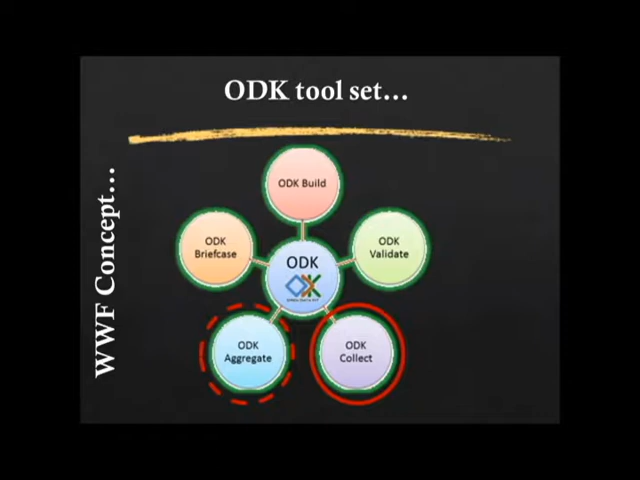 ODK tool set...
WWF Concept...
ODK Build
ODK
Briefcase
ODK
Validate
ODK
ODK
Aggregate
ODK
Collect